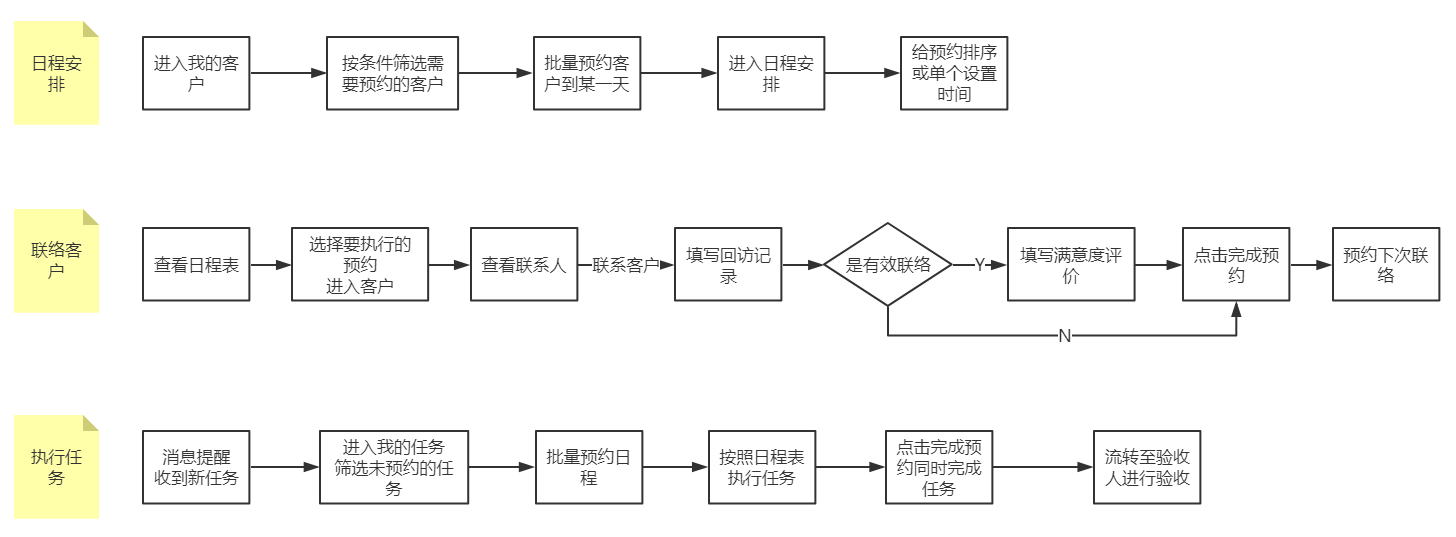 日程安
排
进入我的客
户
按条件筛选需
要预约的客户
批量预约客
户到某一天
进入日程安
排
给预约排序
或单个设置
时间
联络客
户
查看日程表
选择要执行的
预约
进入客户
查看联系人
联系客户
填写回访记
录
是有效联络
Y
填写满意度评
价
点击完成预
约
预约下次联
络
N
执行任
务
消息提醒
收到新任务
进入我的任务
筛选未预约的任
务
批量预约日
程
按照日程表
执行任务
点击完成预
约同时完成
任务
流转至验收
人进行验收